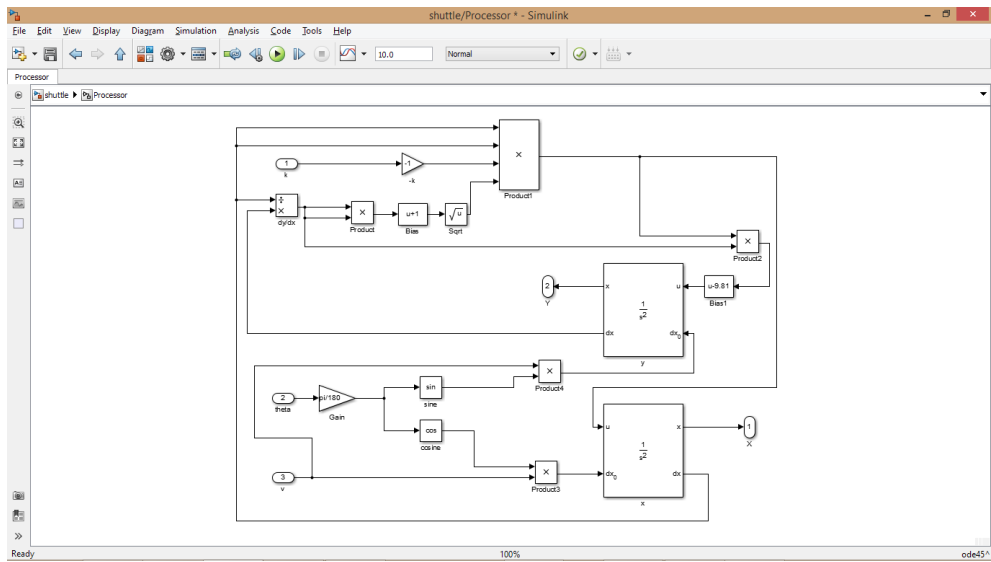 shuttle/Processor * - Simulink
File Edit View Display Diagram Simulation Analysis Code Tools Help
10.0 Normal
Processor
shuttle Processor
×
Product1
1
k
-1
-k
÷
×
dy/dx
×
Product
u+1
Bias
√u
Sqrt
×
Product2
2
Y
x u
1
s²
dx dx0
y
u-9.81
Bias1
×
Product4
2
theta
pi/180
Gain
sin
sine
cos
cosine
3
v
×
Product3
u x
1
s²
dx0 dx
x
1
X
Ready 100% ode45^